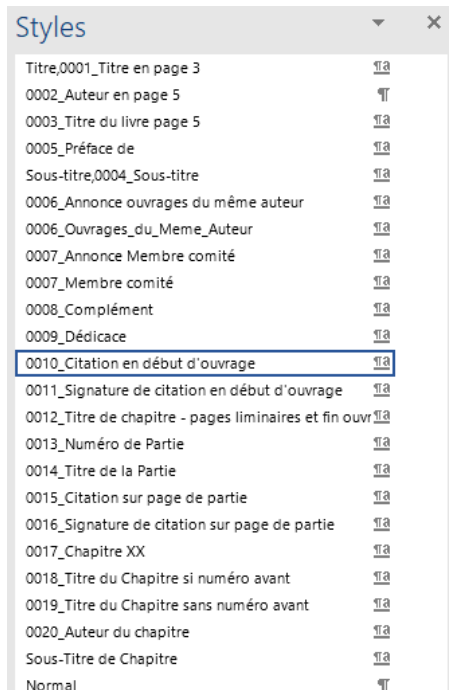 Styles
Titre,0001_Titre en page 3
0002_Auteur en page 5
0003_Titre du livre page 5
0005_Préface de
Sous-titre,0004_Sous-titre
0006_Annonce ouvrages du même auteur
0006_Ouvrages_du_Meme_Auteur
0007_Annonce Membre comité
0007_Membre comité
0008_Complément
0009_Dédicace
0010_Citation en début d'ouvrage
0011_Signature de citation en début d'ouvrage
0012_Titre de chapitre - pages liminaires et fin ouvr
0013_Numéro de Partie
0014_Titre de la Partie
0015_Citation sur page de partie
0016_Signature de citation sur page de partie
0017_Chapitre XX
0018_Titre du Chapitre si numéro avant
0019_Titre du Chapitre sans numéro avant
0020_Auteur du chapitre
Sous-Titre de Chapitre
Normal